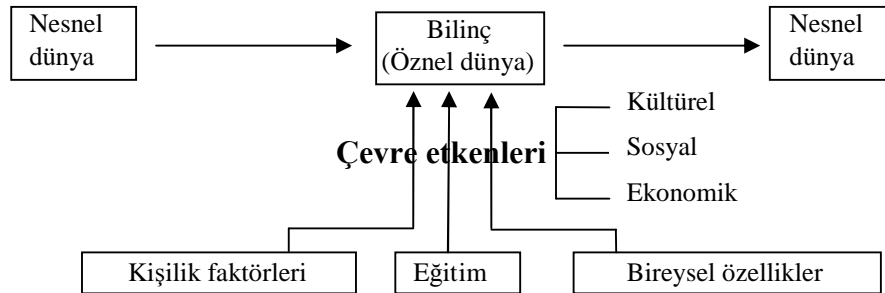 Nesnel
dünya
Bilinç
(Öznel dünya)
Nesnel
dünya
Kültürel
Çevre etkenleri
Sosyal
Ekonomik
Kişilik faktörleri
Eğitim
Bireysel özellikler